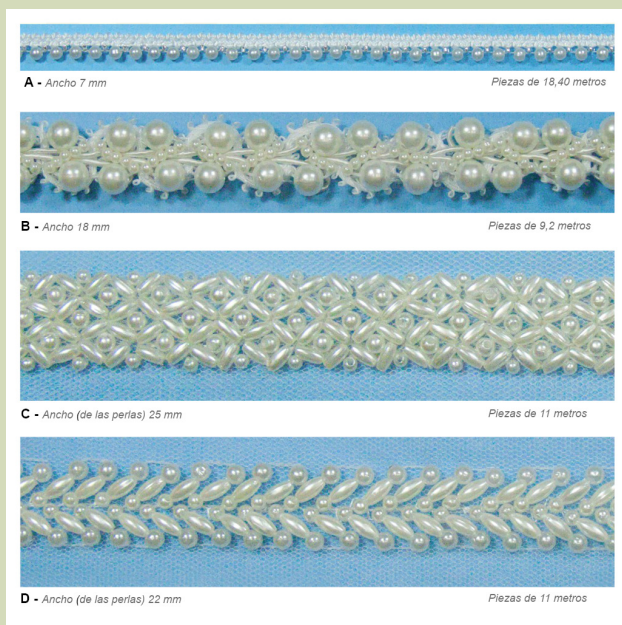 A - Ancho 7 mm Piezas de 18,40 metros
B - Ancho 18 mm Piezas de 9,2 metros
C - Ancho (de las perlas) 25 mm Piezas de 11 metros
D - Ancho (de las perlas) 22 mm Piezas de 11 metros